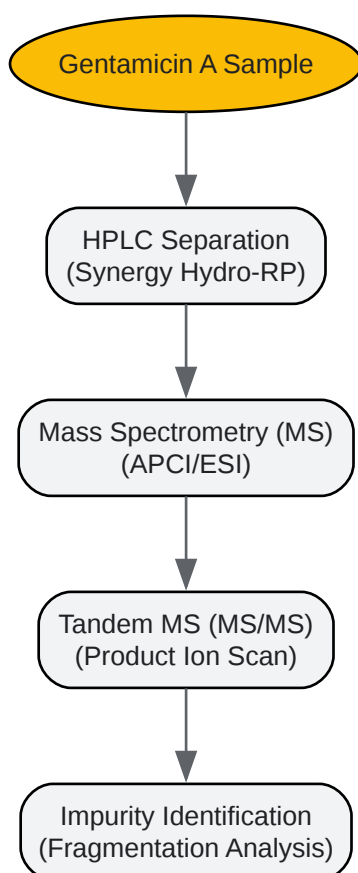 Gentamicin A Sample
HPLC Separation
(Synergy Hydro-RP)
Mass Spectrometry (MS)
(APCI/ESI)
Tandem MS (MS/MS)
(Product Ion Scan)
Impurity Identification
(Fragmentation Analysis)